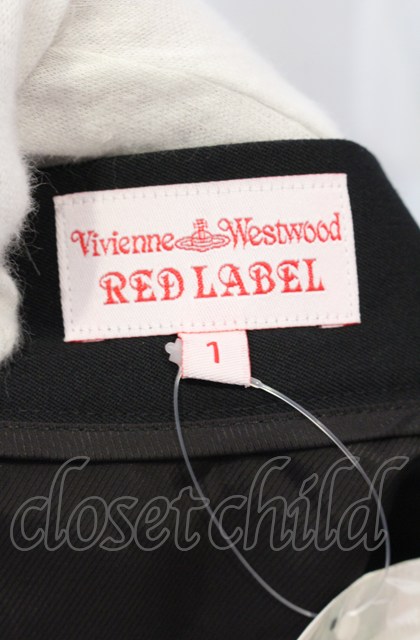 Vivienne Westwood
RED LABEL
1
closetchild